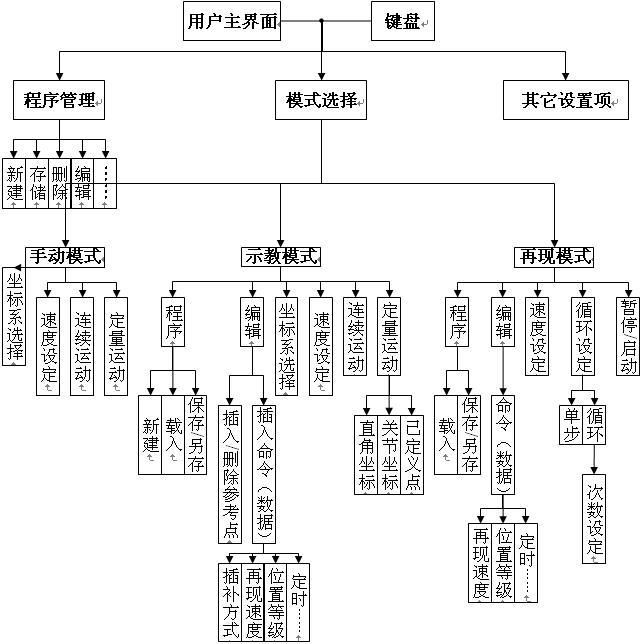 用户主界面
键盘
程序管理
模式选择
其它设置项
新建
存储
删除
编辑
………
手动模式
示教模式
再现模式
坐标系选择
速度设定
连续运动
定量运动
程序
编辑
坐标系选择
速度设定
连续运动
定量运动
程序
编辑
速度设定
循环设定
暂停/启动
新建
载入
保存/另存
插入/删除参考点
插入命令（数据）
直角坐标
关节坐标
已定义点
载入
保存/另存
命令（数据）
单步
循环
次数设定
插补方式
再现速度
位置等级
定时……
再现速度
位置等级
定时……